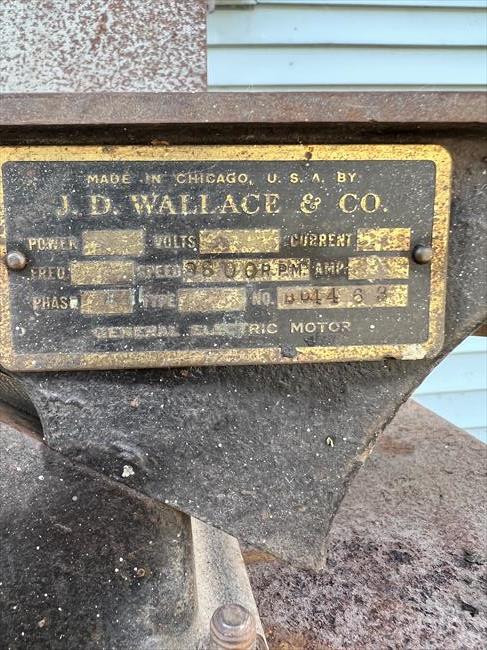 MADE IN CHICAGO, U.S.A. BY
J. D. WALLACE & CO.
POWER VOLTS CURRENT
FREQ SPEED 3600 R.P.M. AMP.
PHASE TYPE NO.
GENERAL ELECTRIC MOTOR